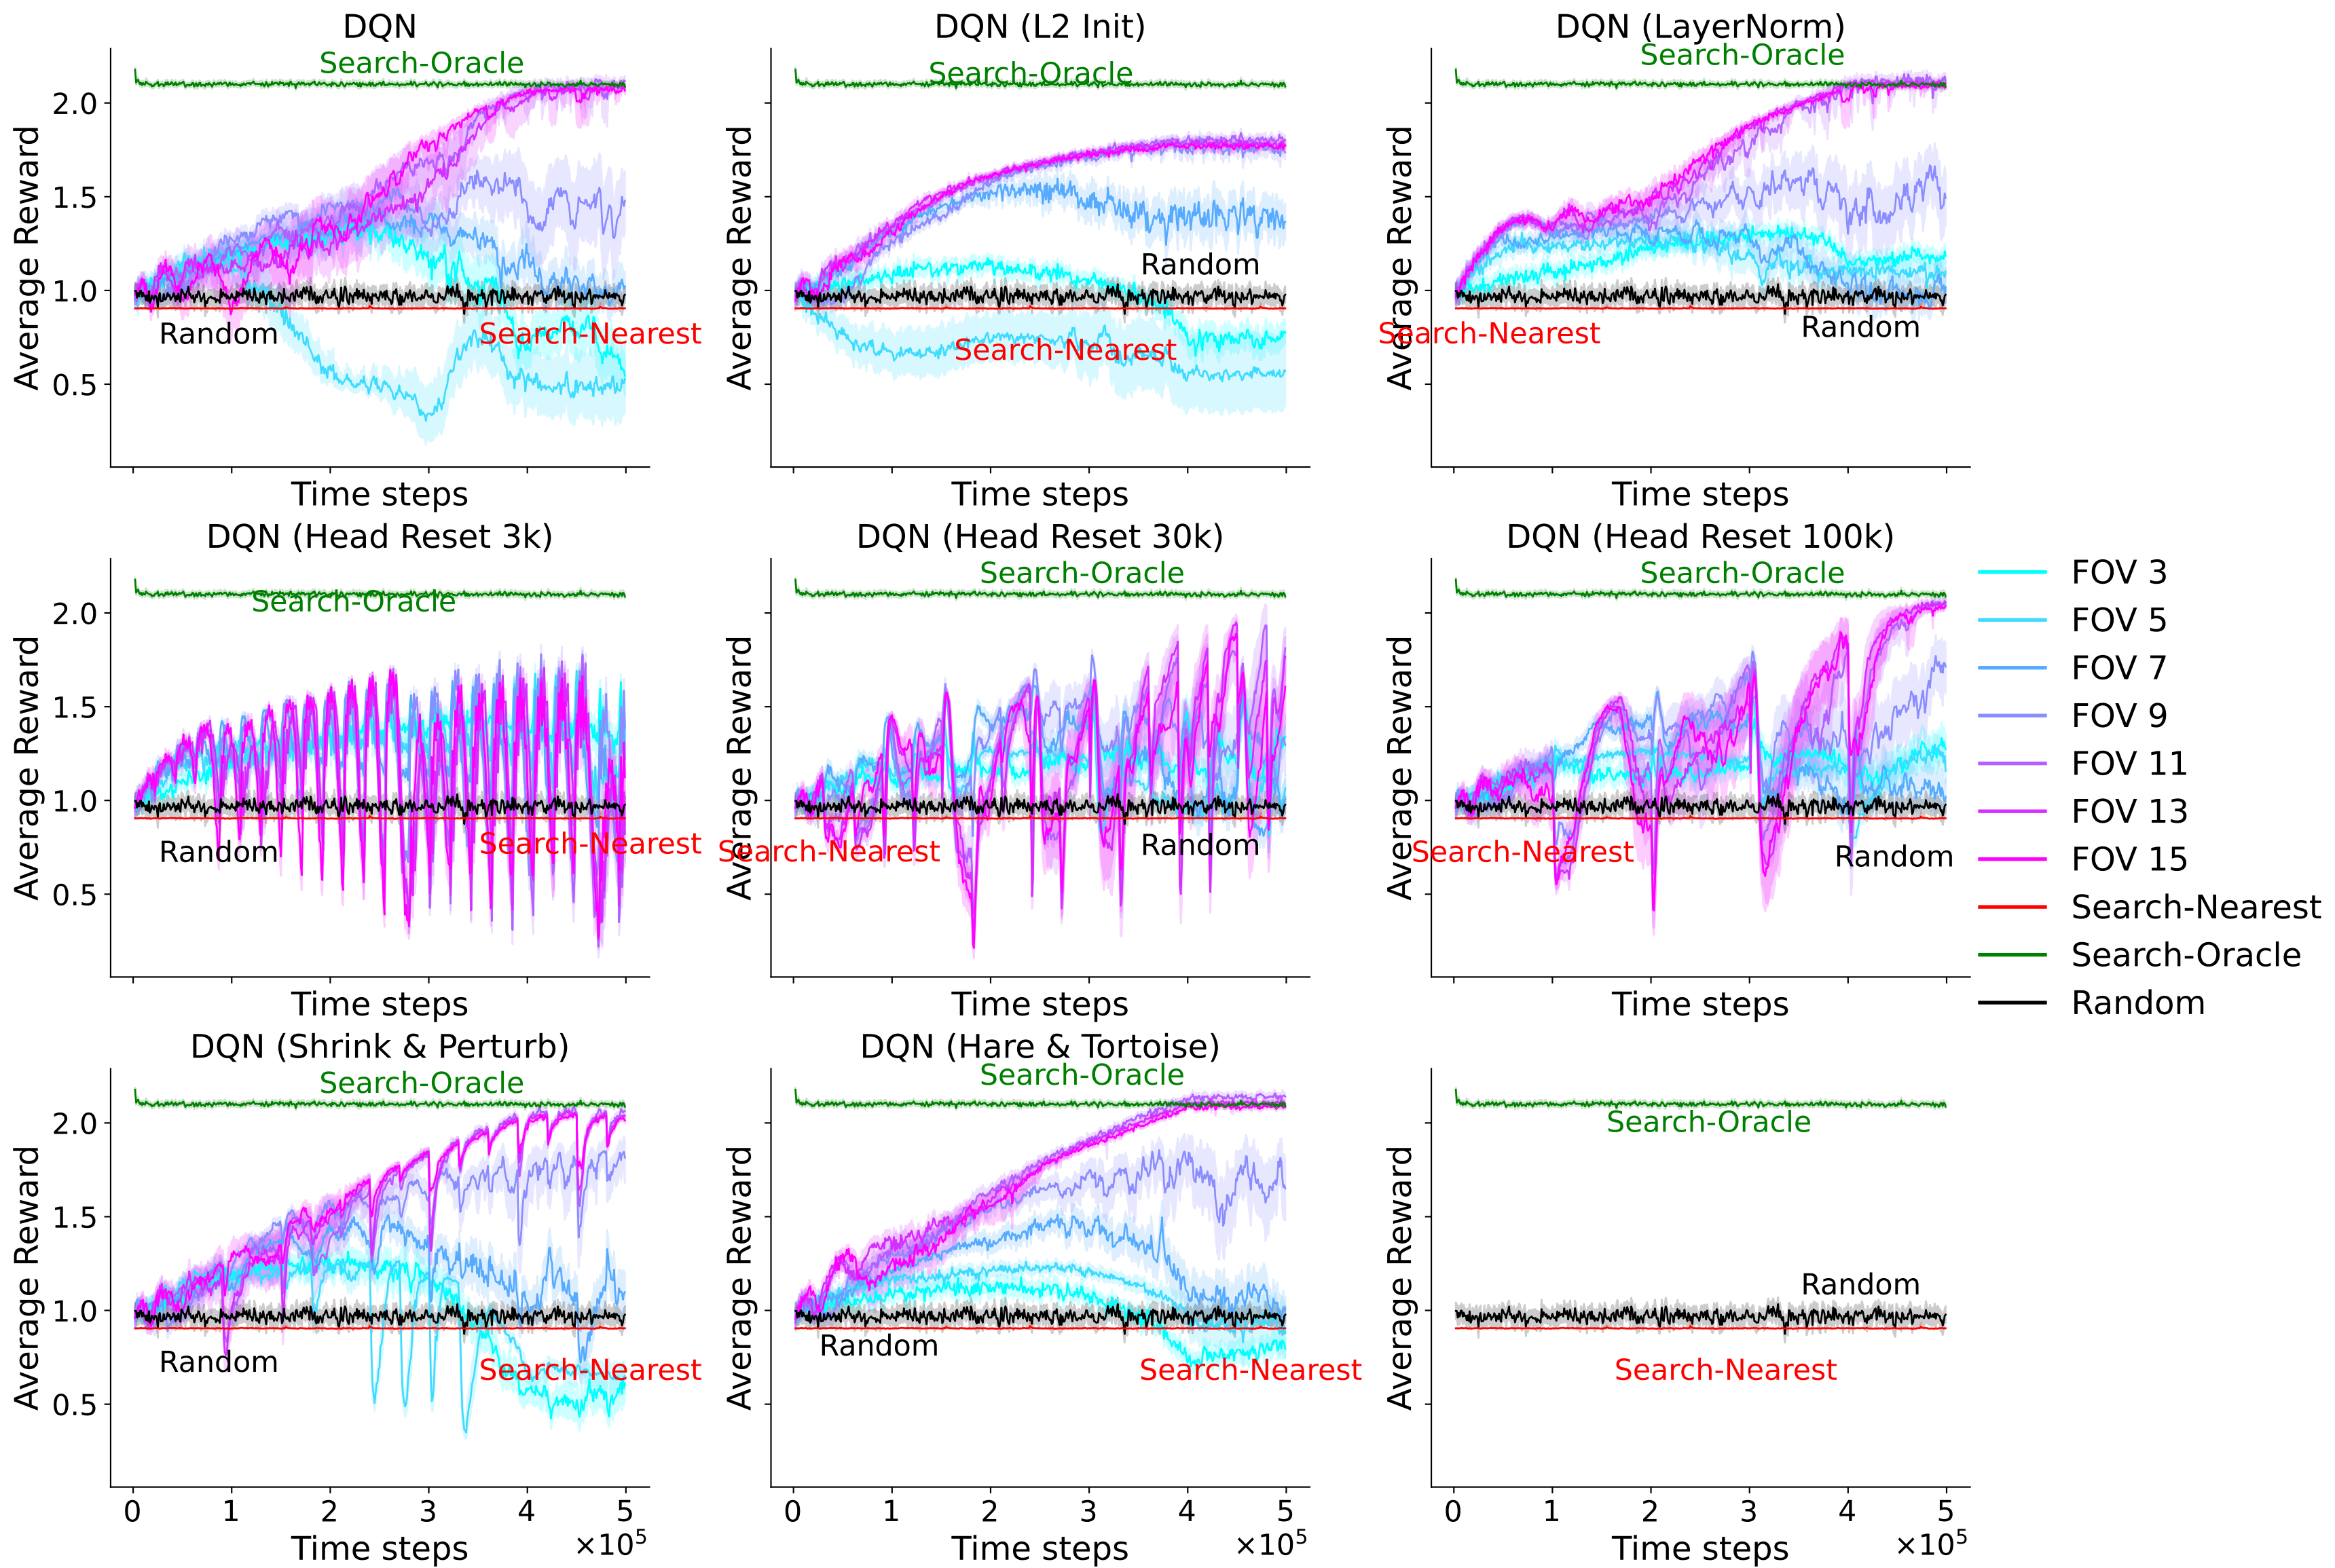 DQN
DQN (L2 Init)
DQN (LayerNorm)
Search-Oracle
Search-Oracle
Search-Oracle
2.0
1.5
1.0
0.5
Average Reward
Average Reward
Average Reward
Random
Search-Nearest
Random
Search-Nearest
Search-Nearest
Random
Time steps
Time steps
Time steps
DQN (Head Reset 3k)
DQN (Head Reset 30k)
DQN (Head Reset 100k)
Search-Oracle
Search-Oracle
Search-Oracle
2.0
1.5
1.0
0.5
Average Reward
Average Reward
Average Reward
Random
Search-Nearest
Search-Nearest
Random
Search-Nearest
Random
Time steps
Time steps
Time steps
FOV 3
FOV 5
FOV 7
FOV 9
FOV 11
FOV 13
FOV 15
Search-Nearest
Search-Oracle
Random
DQN (Shrink & Perturb)
DQN (Hare & Tortoise)
Search-Oracle
Search-Oracle
Search-Oracle
2.0
1.5
1.0
0.5
Average Reward
Average Reward
Average Reward
Random
Search-Nearest
Random
Search-Nearest
Random
Search-Nearest
0 1 2 3 4 5
×10⁵
Time steps
0 1 2 3 4 5
×10⁵
Time steps
0 1 2 3 4 5
×10⁵
Time steps